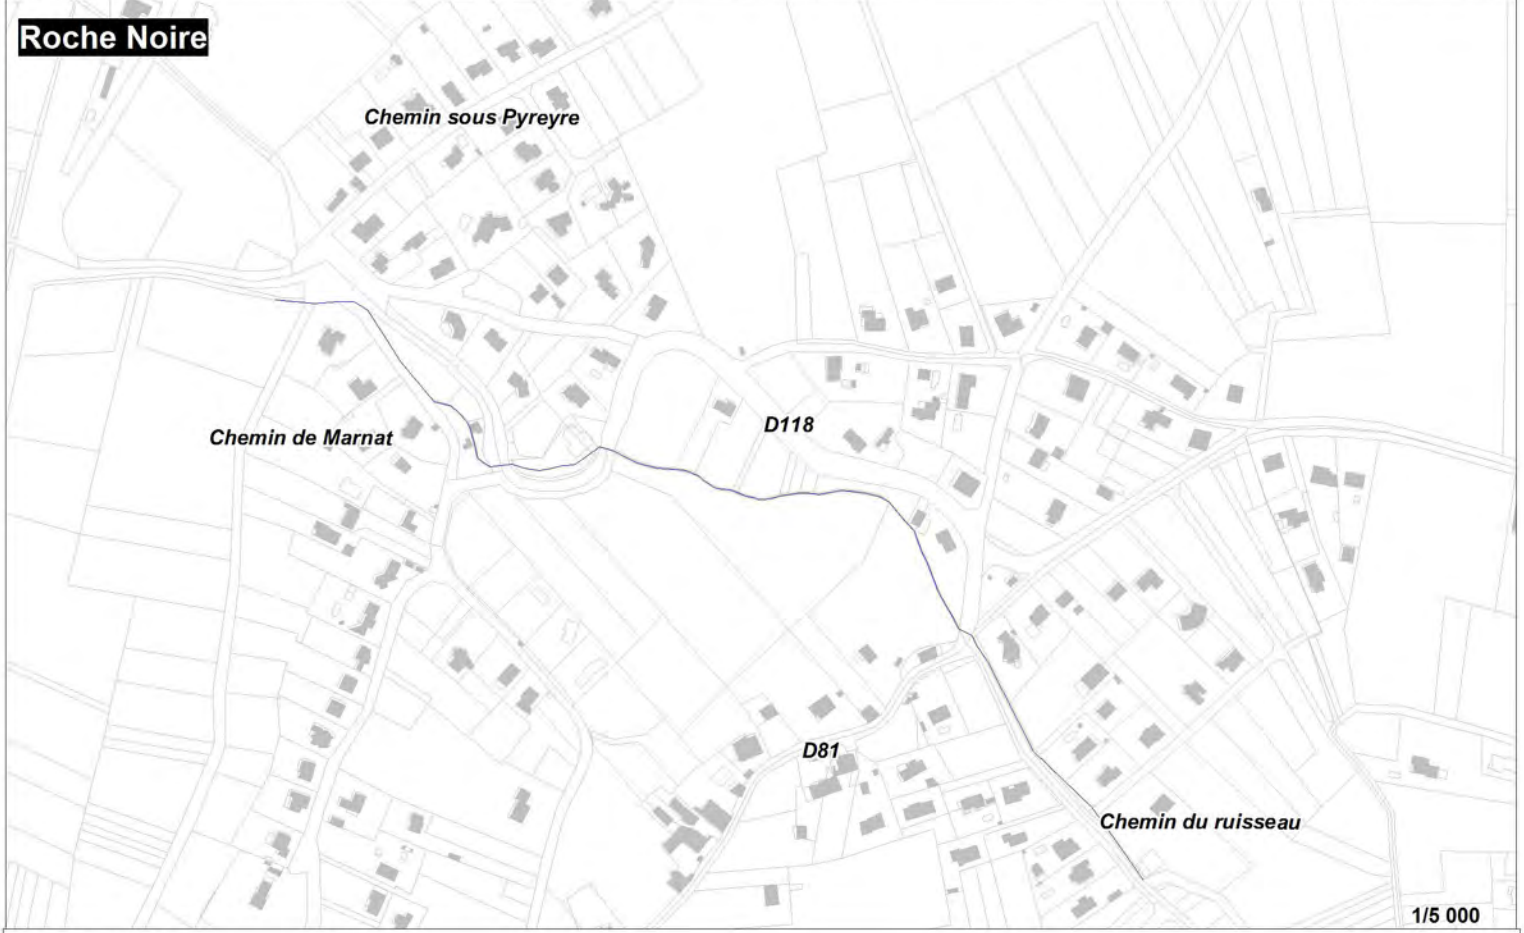 Roche Noire
Chemin sous Pyreyre
D118
Chemin de Marnat
D81
Chemin du ruisseau
1/5 000